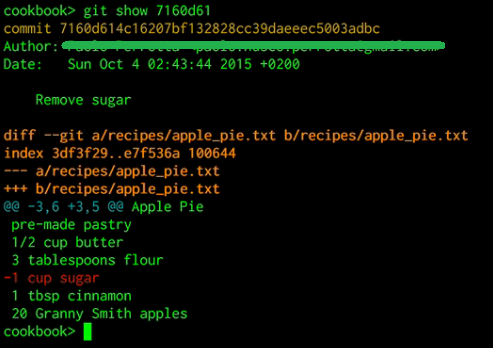 cookbook> git show 7160d61
commit 7160d614c16207bf132828cc39daeeec5003adbc
Author:
Date:   Sun Oct 4 02:43:44 2015 +0200
Remove sugar
diff --git a/recipes/apple_pie.txt b/recipes/apple_pie.txt
index 3df3f29..e7f536a 100644
--- a/recipes/apple_pie.txt
+++ b/recipes/apple_pie.txt
@@ -3,6 +3,5 @@ Apple Pie
pre-made pastry
1/2 cup butter
3 tablespoons flour
-1 cup sugar
1 tbsp cinnamon
20 Granny Smith apples
cookbook>